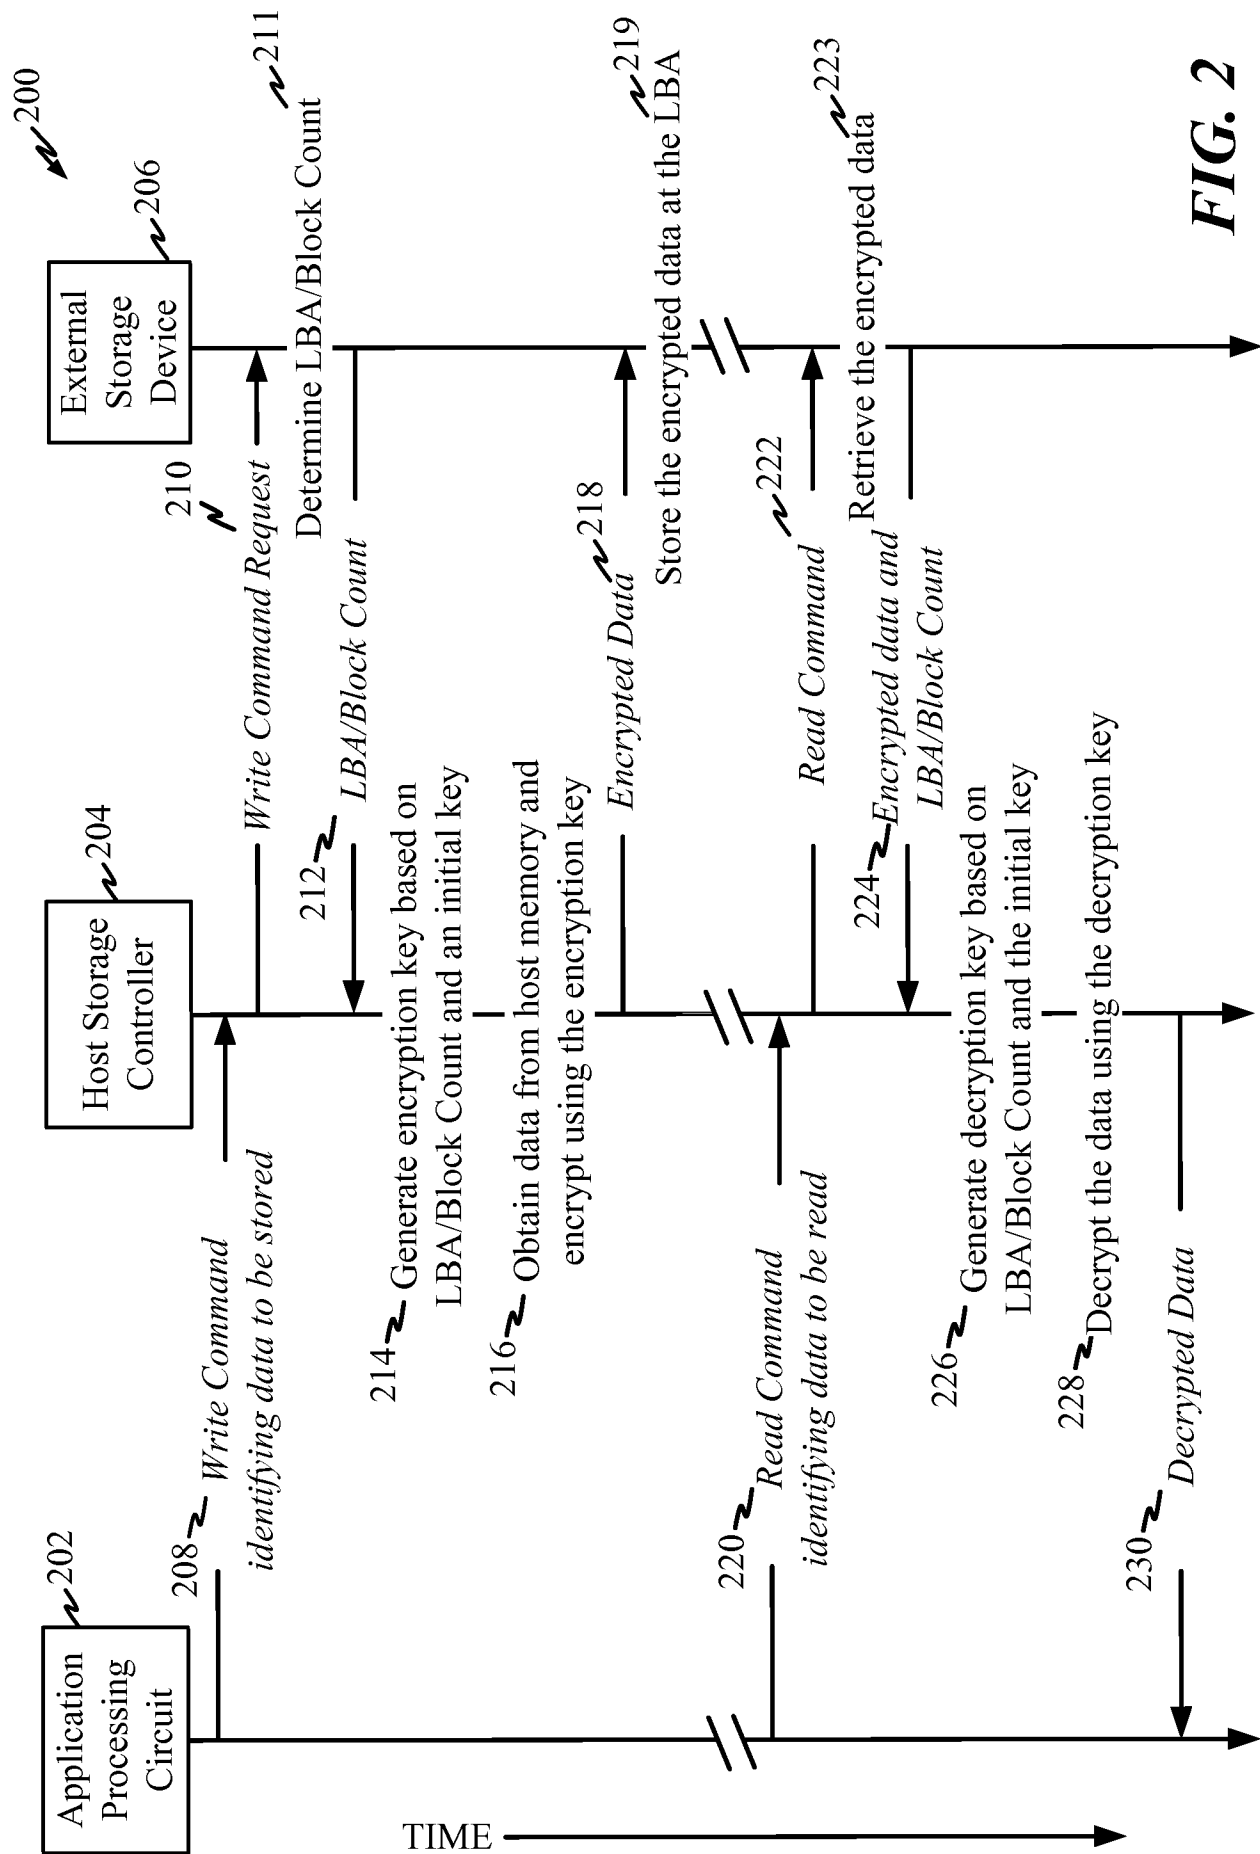 200
Application
Processing
Circuit
202
Host Storage
Controller
204
External
Storage
Device
206
208
Write Command
identifying data to be stored
210
Write Command Request
211
Determine LBA/Block Count
212
LBA/Block Count
214
Generate encryption key based on
LBA/Block Count and an initial key
216
Obtain data from host memory and
encrypt using the encryption key
218
Encrypted Data
219
Store the encrypted data at the LBA
220
Read Command
identifying data to be read
222
Read Command
223
Retrieve the encrypted data
224
Encrypted data and
LBA/Block Count
226
Generate decryption key based on
LBA/Block Count and the initial key
228
Decrypt the data using the decryption key
230
Decrypted Data
TIME
FIG. 2